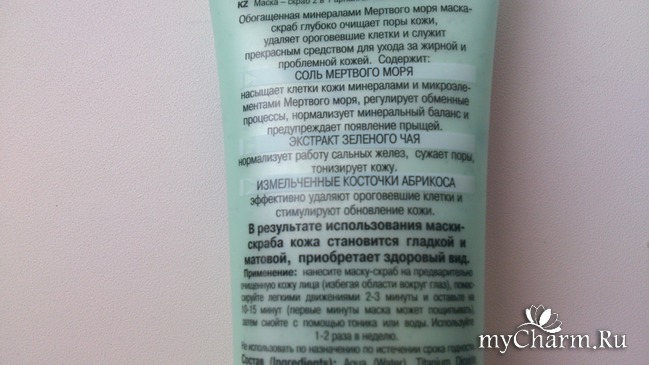 KZ Маска – скраб 2 в 1
Обогащенная минералами Мертвого моря маска-
скраб глубоко очищает поры кожи,
удаляет ороговевшие клетки и служит
прекрасным средством для ухода за жирной и
проблемной кожей. Содержит:
СОЛЬ МЕРТВОГО МОРЯ
насыщает клетки кожи минералами и микроэле-
ментами Мертвого моря, регулирует обменные
процессы, нормализует минеральный баланс и
предупреждает появление прыщей.
ЭКСТРАКТ ЗЕЛЕНОГО ЧАЯ
нормализует работу сальных желез, сужает поры,
тонизирует кожу.
ИЗМЕЛЬЧЕННЫЕ КОСТОЧКИ АБРИКОСА
эффективно удаляют ороговевшие клетки и
стимулируют обновление кожи.
В результате использования маски-
скраба кожа становится гладкой и
матовой, приобретает здоровый вид.
Применение: нанесите маску-скраб на предварительно
очищенную кожу лица (избегая области вокруг глаз), помас-
сируйте легкими движениями 2-3 минуты и оставьте на
10-15 минут (первые минуты маска может пощипывать),
затем смойте с помощью тоника или воды. Используйте
1-2 раза в неделю.
Не использовать по назначению по истечении срока годности.
Состав (Ingredients): Aqua (Water), Titanium Dioxide
myCharm.Ru